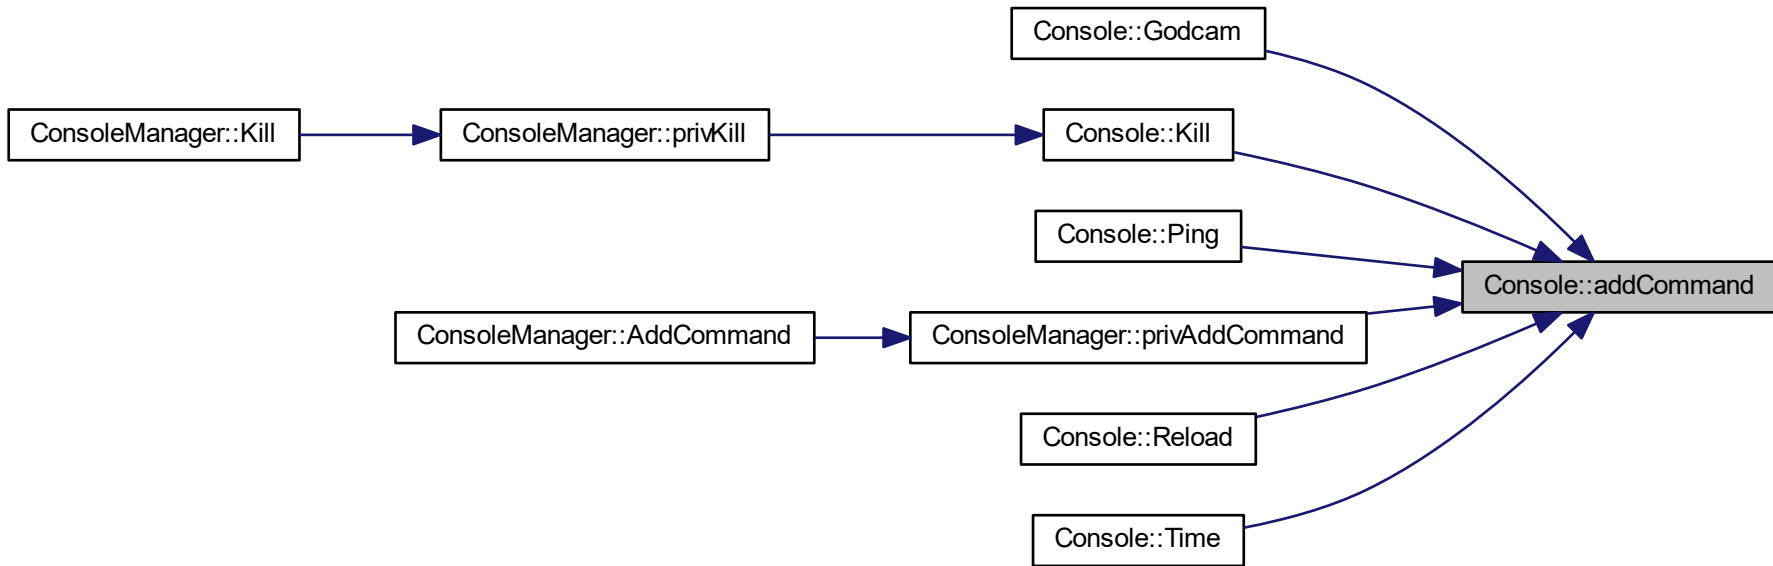 Console::Godcam
ConsoleManager::Kill
ConsoleManager::privKill
Console::Kill
Console::Ping
Console::addCommand
ConsoleManager::AddCommand
ConsoleManager::privAddCommand
Console::Reload
Console::Time